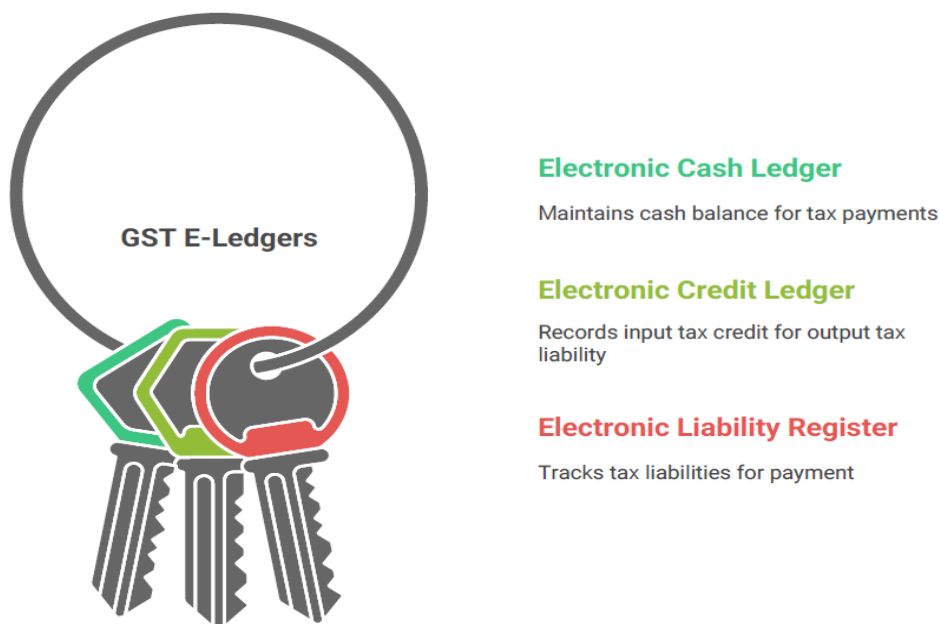 GST E-Ledgers
Electronic Cash Ledger
Maintains cash balance for tax payments
Electronic Credit Ledger
Records input tax credit for output tax
liability
Electronic Liability Register
Tracks tax liabilities for payment